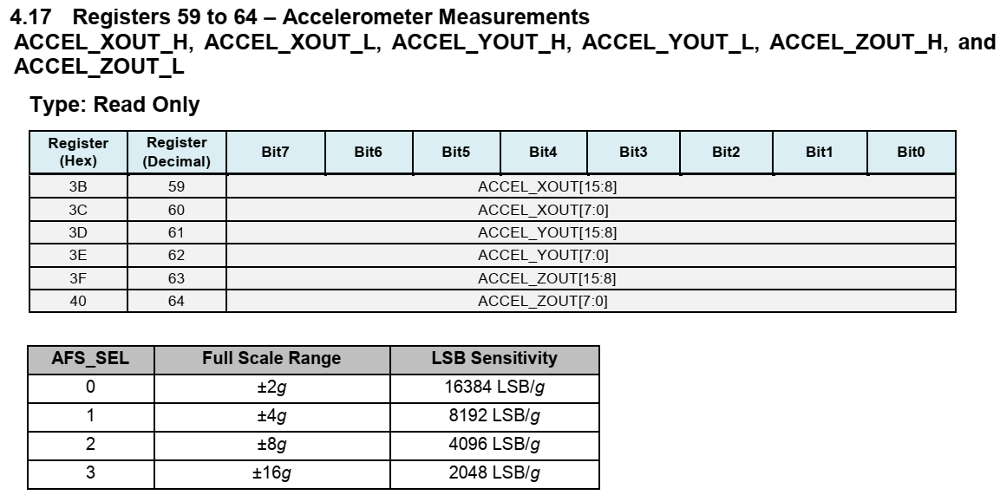 4.17 Registers 59 to 64 – Accelerometer Measurements
ACCEL_XOUT_H, ACCEL_XOUT_L, ACCEL_YOUT_H, ACCEL_YOUT_L, ACCEL_ZOUT_H, and
ACCEL_ZOUT_L
Type: Read Only
Register (Hex) Register (Decimal) Bit7 Bit6 Bit5 Bit4 Bit3 Bit2 Bit1 Bit0
3B 59 ACCEL_XOUT[15:8]
3C 60 ACCEL_XOUT[7:0]
3D 61 ACCEL_YOUT[15:8]
3E 62 ACCEL_YOUT[7:0]
3F 63 ACCEL_ZOUT[15:8]
40 64 ACCEL_ZOUT[7:0]
AFS_SEL Full Scale Range LSB Sensitivity
0 ±2g 16384 LSB/g
1 ±4g 8192 LSB/g
2 ±8g 4096 LSB/g
3 ±16g 2048 LSB/g